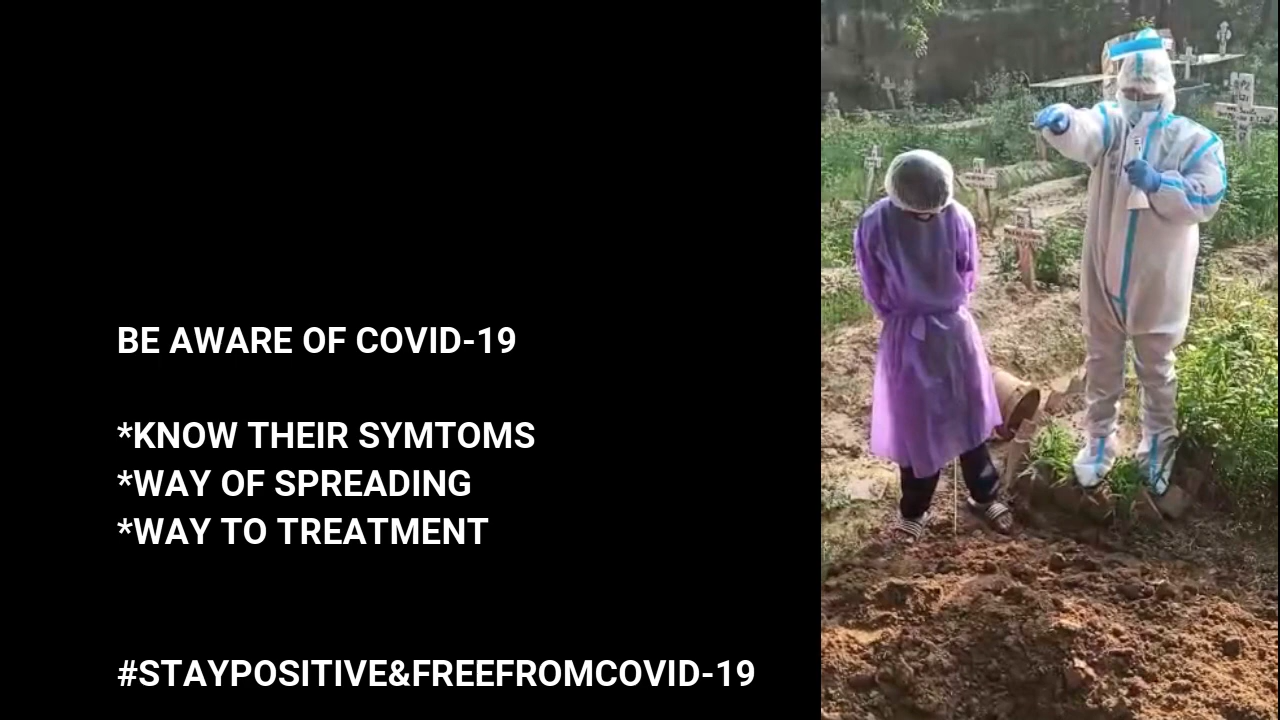 BE AWARE OF COVID-19
*KNOW THEIR SYMTOMS
*WAY OF SPREADING
*WAY TO TREATMENT
#STAYPOSITIVE&FREEFROMCOVID-19